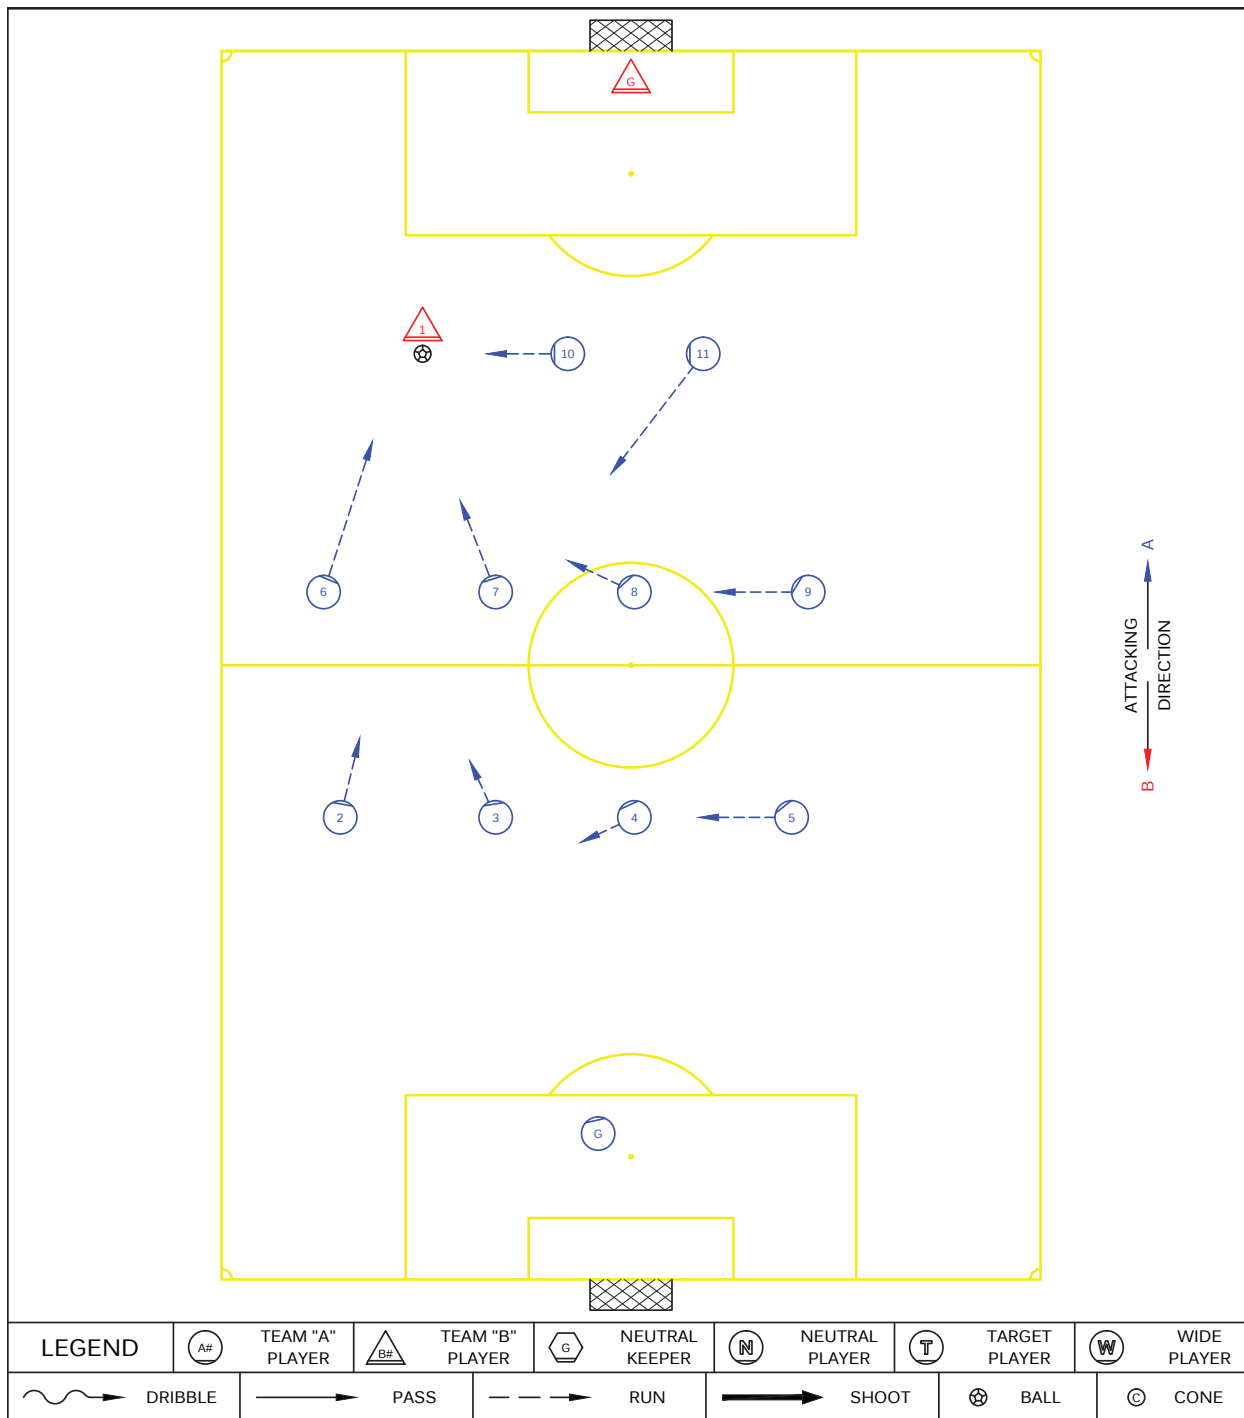 G
1
10
11
6
7
8
9
A
ATTACKING
DIRECTION
B
2
3
4
5
G
LEGEND
A#
TEAM "A"
PLAYER
B#
TEAM "B"
PLAYER
G
NEUTRAL
KEEPER
N
NEUTRAL
PLAYER
T
TARGET
PLAYER
W
WIDE
PLAYER
DRIBBLE
PASS
RUN
SHOOT
BALL
C
CONE